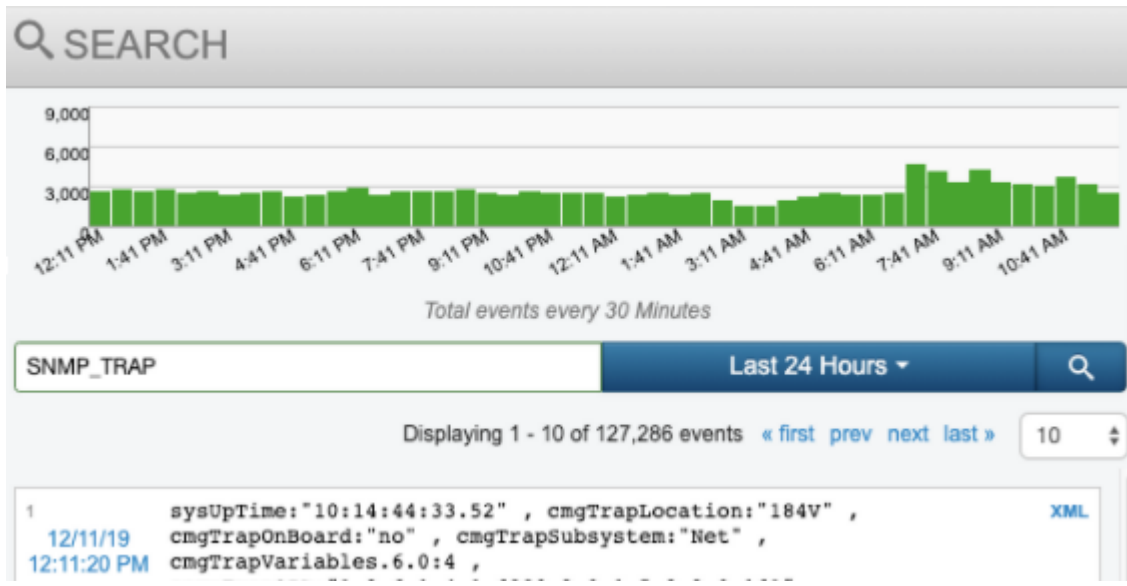 SEARCH
9,000
6,000
3,000
0
12:11 PM 1:41 PM 3:11 PM 4:41 PM 6:11 PM 7:41 PM 9:11 PM 10:41 PM 12:11 AM 1:41 AM 3:11 AM 4:41 AM 6:11 AM 7:41 AM 9:11 AM 10:41 AM
Total events every 30 Minutes
SNMP_TRAP Last 24 Hours
Displaying 1 - 10 of 127,286 events « first prev next last » 10
1 sysUpTime:"10:14:44:33.52" , cmgTrapLocation:"184V" , XML
12/11/19 cmgTrapOnBoard:"no" , cmgTrapSubsystem:"Net" ,
12:11:20 PM cmgTrapVariables.6.0:4 ,